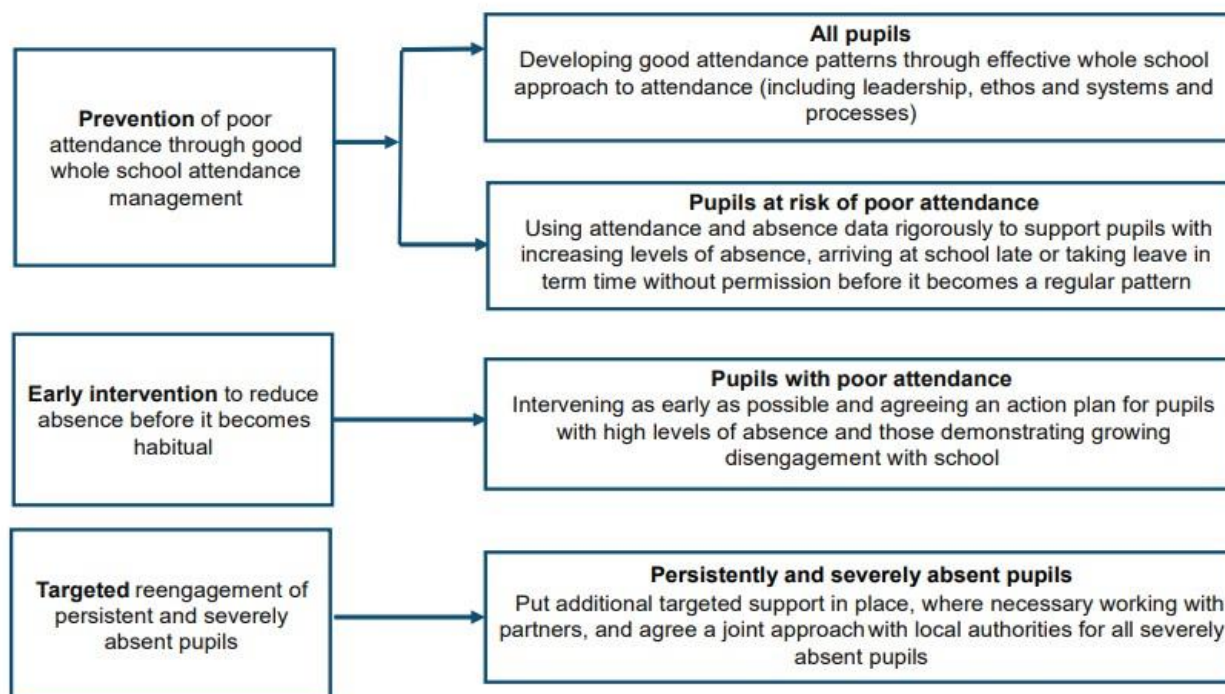 Prevention of poor
attendance through good
whole school attendance
management
All pupils
Developing good attendance patterns through effective whole school
approach to attendance (including leadership, ethos and systems and
processes)
Pupils at risk of poor attendance
Using attendance and absence data rigorously to support pupils with
increasing levels of absence, arriving at school late or taking leave in
term time without permission before it becomes a regular pattern
Early intervention to reduce
absence before it becomes
habitual
Pupils with poor attendance
Intervening as early as possible and agreeing an action plan for pupils
with high levels of absence and those demonstrating growing
disengagement with school
Targeted reengagement of
persistent and severely
absent pupils
Persistently and severely absent pupils
Put additional targeted support in place, where necessary working with
partners, and agree a joint approach with local authorities for all severely
absent pupils